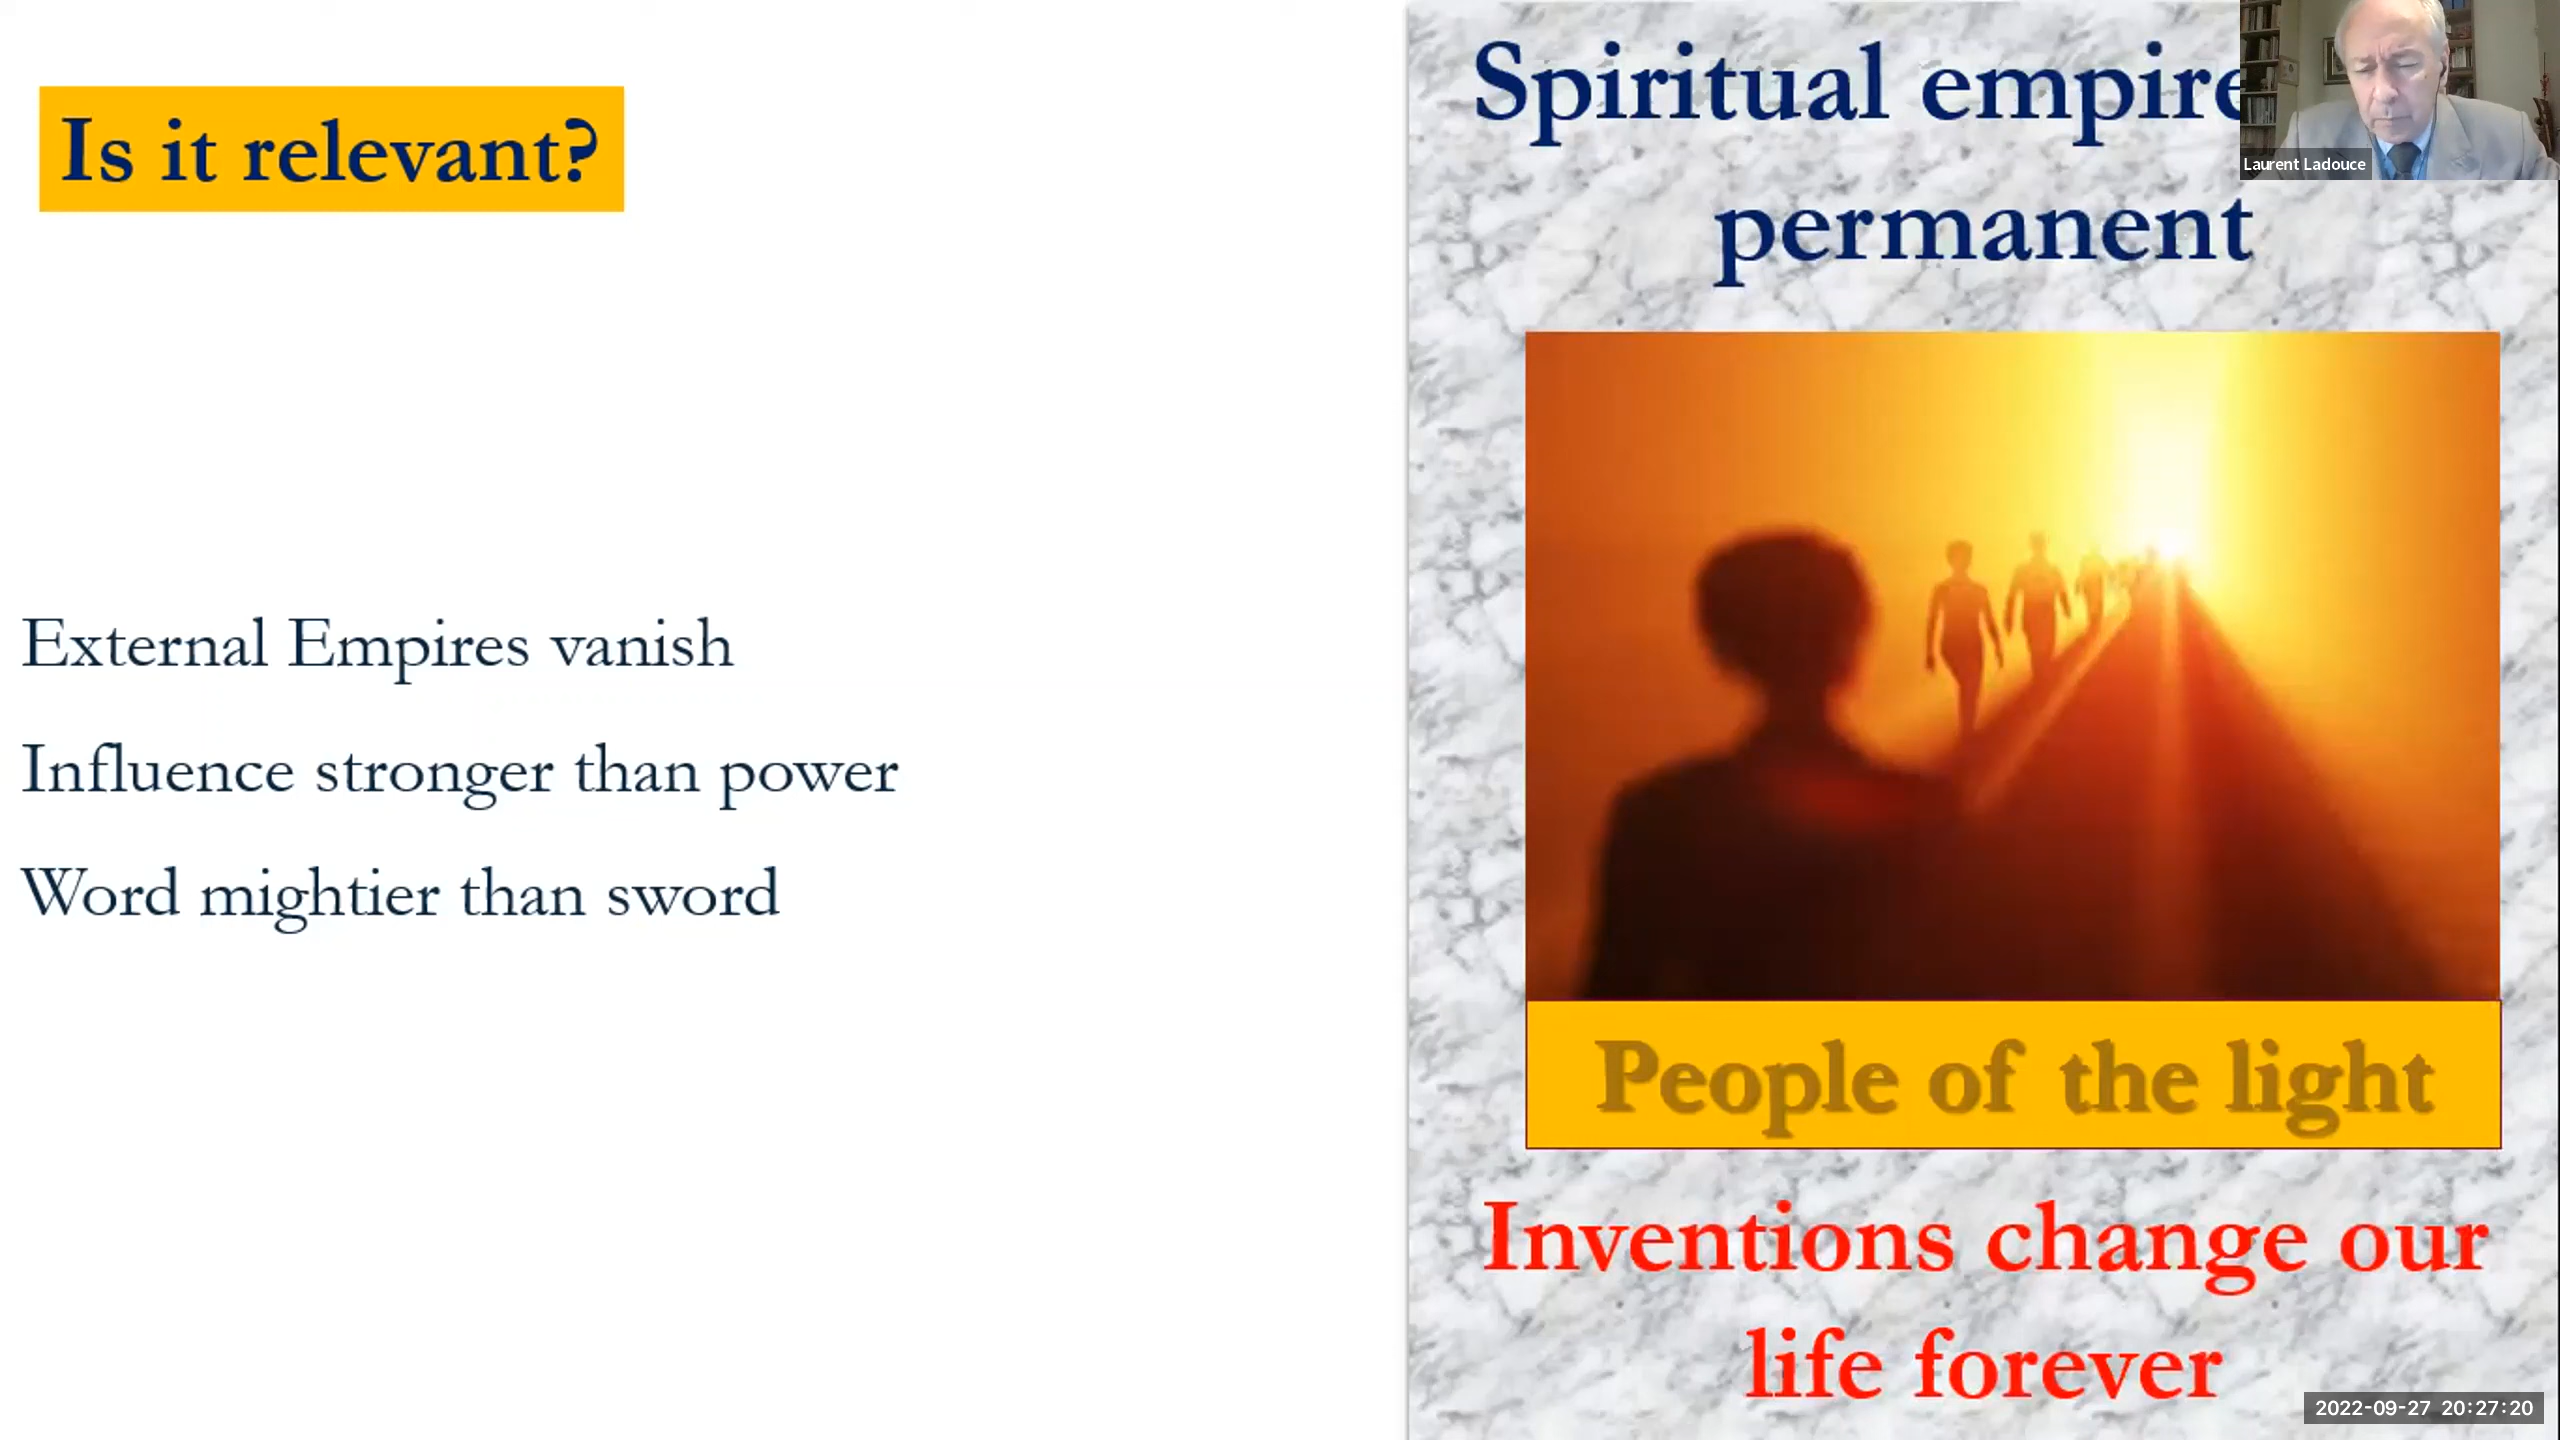 Is it relevant?
External Empires vanish
Influence stronger than power
Word mightier than sword
Spiritual empire
permanent
People of the light
Inventions change our
life forever
Laurent Ladouce
2022-09-27 20:27:20